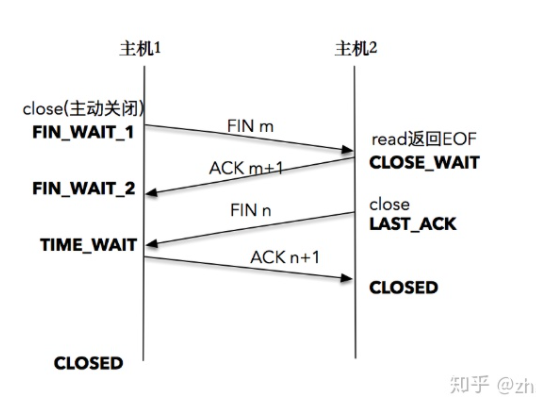 主机1
主机2
close(主动关闭)
FIN_WAIT_1
FIN m
read返回EOF
CLOSE_WAIT
ACK m+1
FIN_WAIT_2
FIN n
close
LAST_ACK
TIME_WAIT
ACK n+1
CLOSED
CLOSED
知乎 @zh